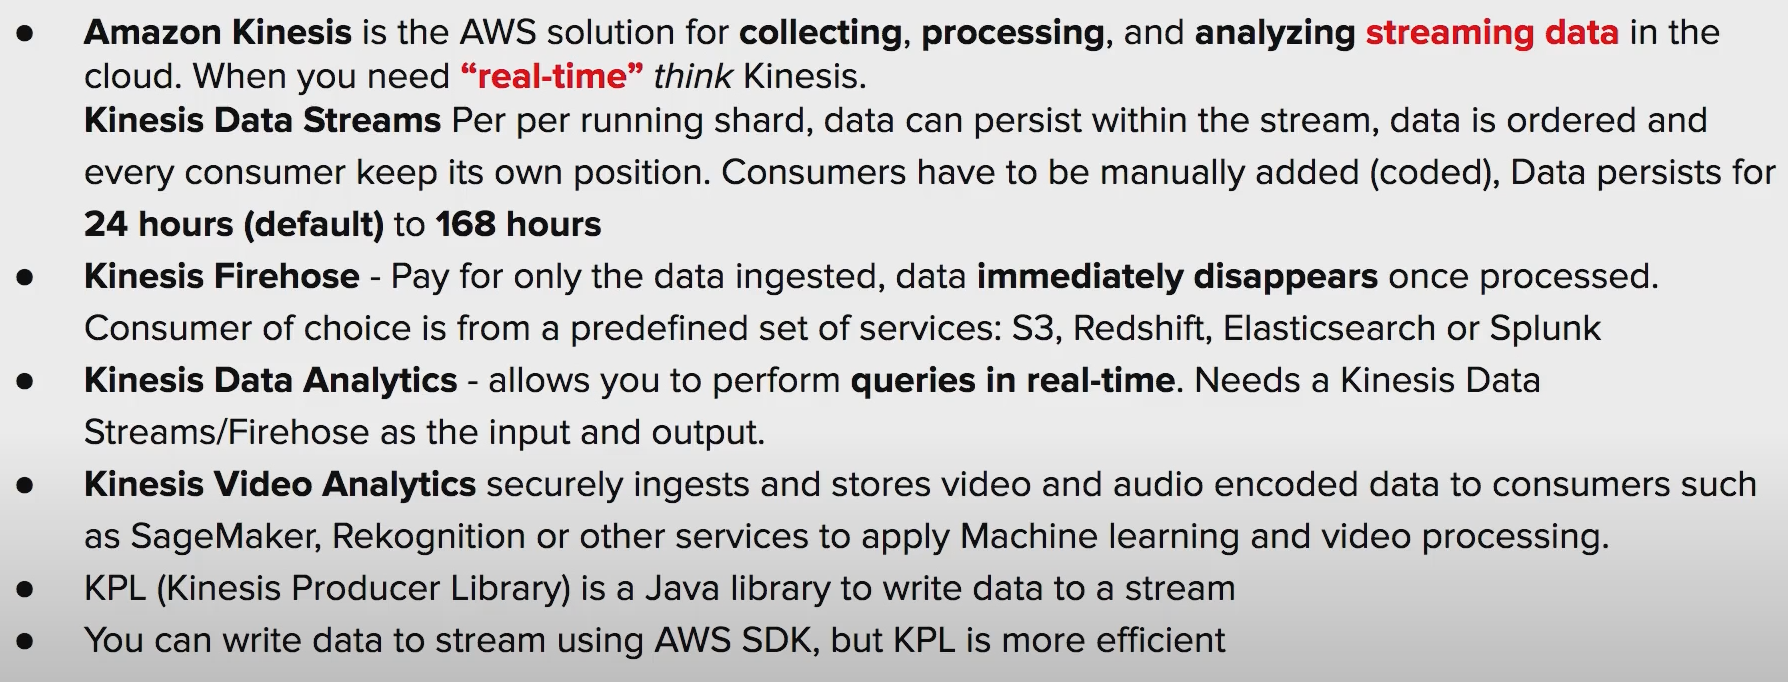 ● Amazon Kinesis is the AWS solution for collecting, processing, and analyzing streaming data in the
cloud. When you need “real-time” think Kinesis.
Kinesis Data Streams Per per running shard, data can persist within the stream, data is ordered and
every consumer keep its own position. Consumers have to be manually added (coded), Data persists for
24 hours (default) to 168 hours
● Kinesis Firehose - Pay for only the data ingested, data immediately disappears once processed.
Consumer of choice is from a predefined set of services: S3, Redshift, Elasticsearch or Splunk
● Kinesis Data Analytics - allows you to perform queries in real-time. Needs a Kinesis Data
Streams/Firehose as the input and output.
● Kinesis Video Analytics securely ingests and stores video and audio encoded data to consumers such
as SageMaker, Rekognition or other services to apply Machine learning and video processing.
● KPL (Kinesis Producer Library) is a Java library to write data to a stream
● You can write data to stream using AWS SDK, but KPL is more efficient